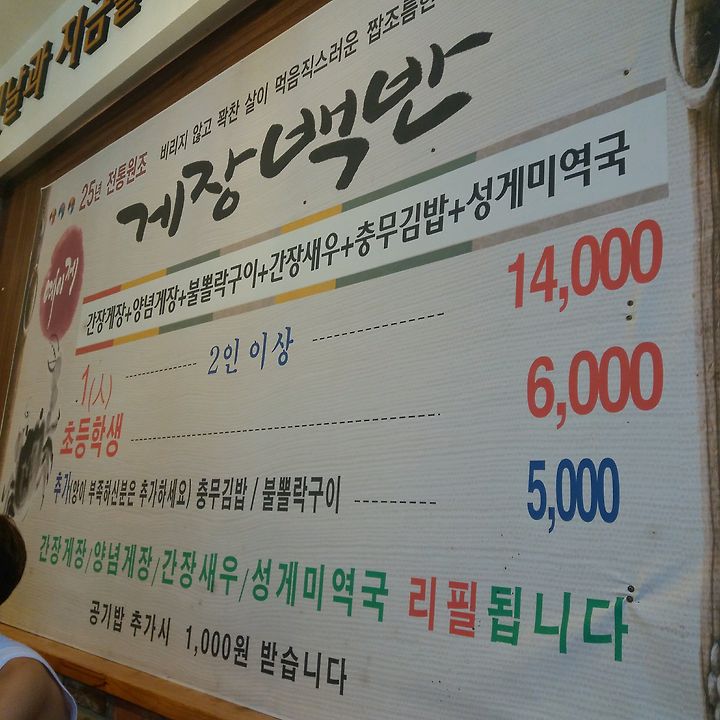 지금
비리지 않고 꽉찬 살이 먹음직스러운 짭조름한
25년 전통원조
게장백반
간장게장+양념게장+불뽈락구이+간장새우+충무김밥+성게미역국
1(人) 2인 이상 14,000
초등학생 6,000
추가(양이 부족하신분은 추가하세요) 충무김밥 / 불뽈락구이 5,000
간장게장/양념게장/간장새우/성게미역국 리필됩니다
공기밥 추가시 1,000원 받습니다